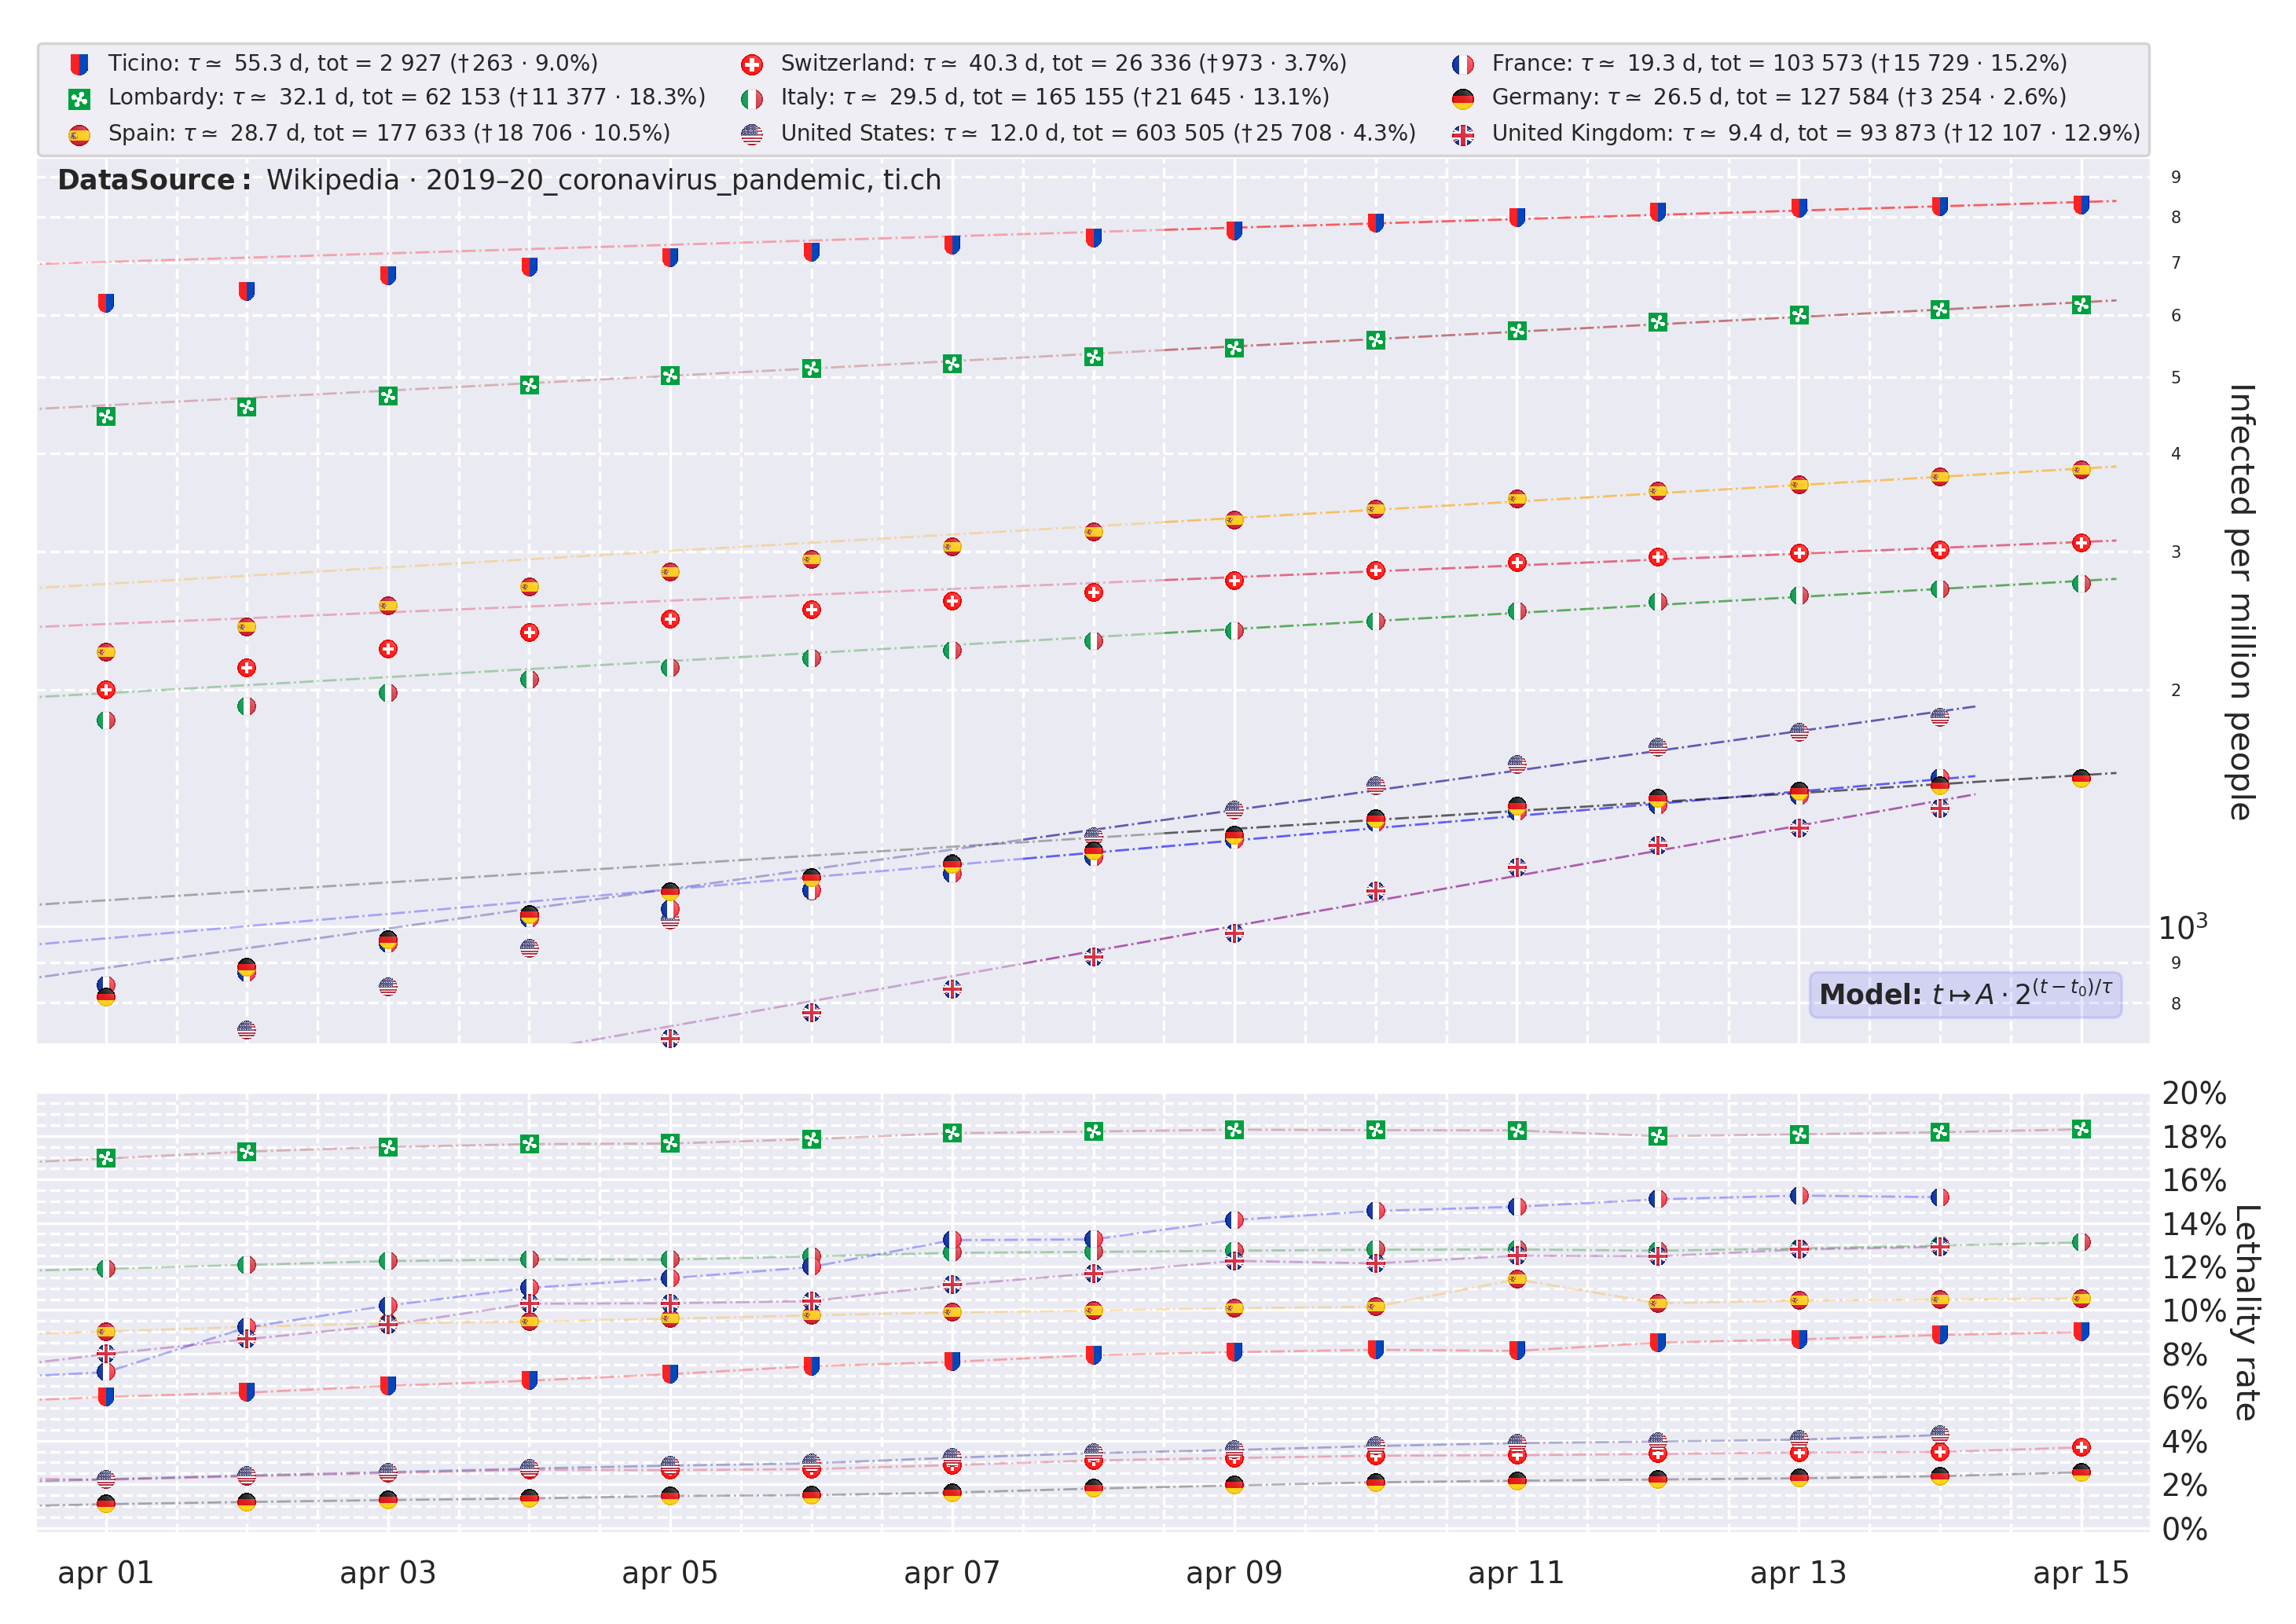 Ticino: τ ≃ 55.3 d, tot = 2 927 (†263 · 9.0%)
Switzerland: τ ≃ 40.3 d, tot = 26 336 (†973 · 3.7%)
France: τ ≃ 19.3 d, tot = 103 573 (†15 729 · 15.2%)
Lombardy: τ ≃ 32.1 d, tot = 62 153 (†11 377 · 18.3%)
Italy: τ ≃ 29.5 d, tot = 165 155 (†21 645 · 13.1%)
Germany: τ ≃ 26.5 d, tot = 127 584 (†3 254 · 2.6%)
Spain: τ ≃ 28.7 d, tot = 177 633 (†18 706 · 10.5%)
United States: τ ≃ 12.0 d, tot = 603 505 (†25 708 · 4.3%)
United Kingdom: τ ≃ 9.4 d, tot = 93 873 (†12 107 · 12.9%)
DataSource: Wikipedia · 2019–20_coronavirus_pandemic, ti.ch
9
8
7
6
5
4
3
2
10³
9
8
Infected per million people
Model: t ↦ A · 2^{(t − t₀)/τ}
20%
18%
16%
14%
12%
10%
8%
6%
4%
2%
0%
Lethality rate
apr 01
apr 03
apr 05
apr 07
apr 09
apr 11
apr 13
apr 15